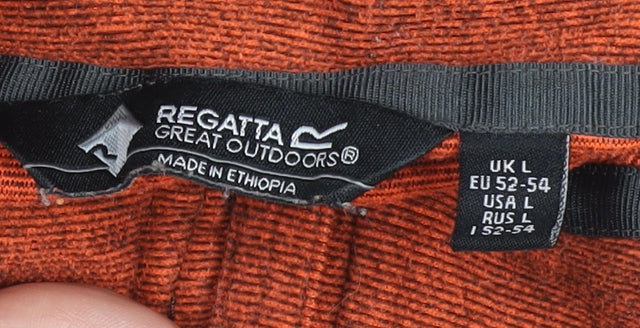 REGATTA
GREAT OUTDOORS®
MADE IN ETHIOPIA
UK L
EU 52-54
USA L
RUS L
I 52-54